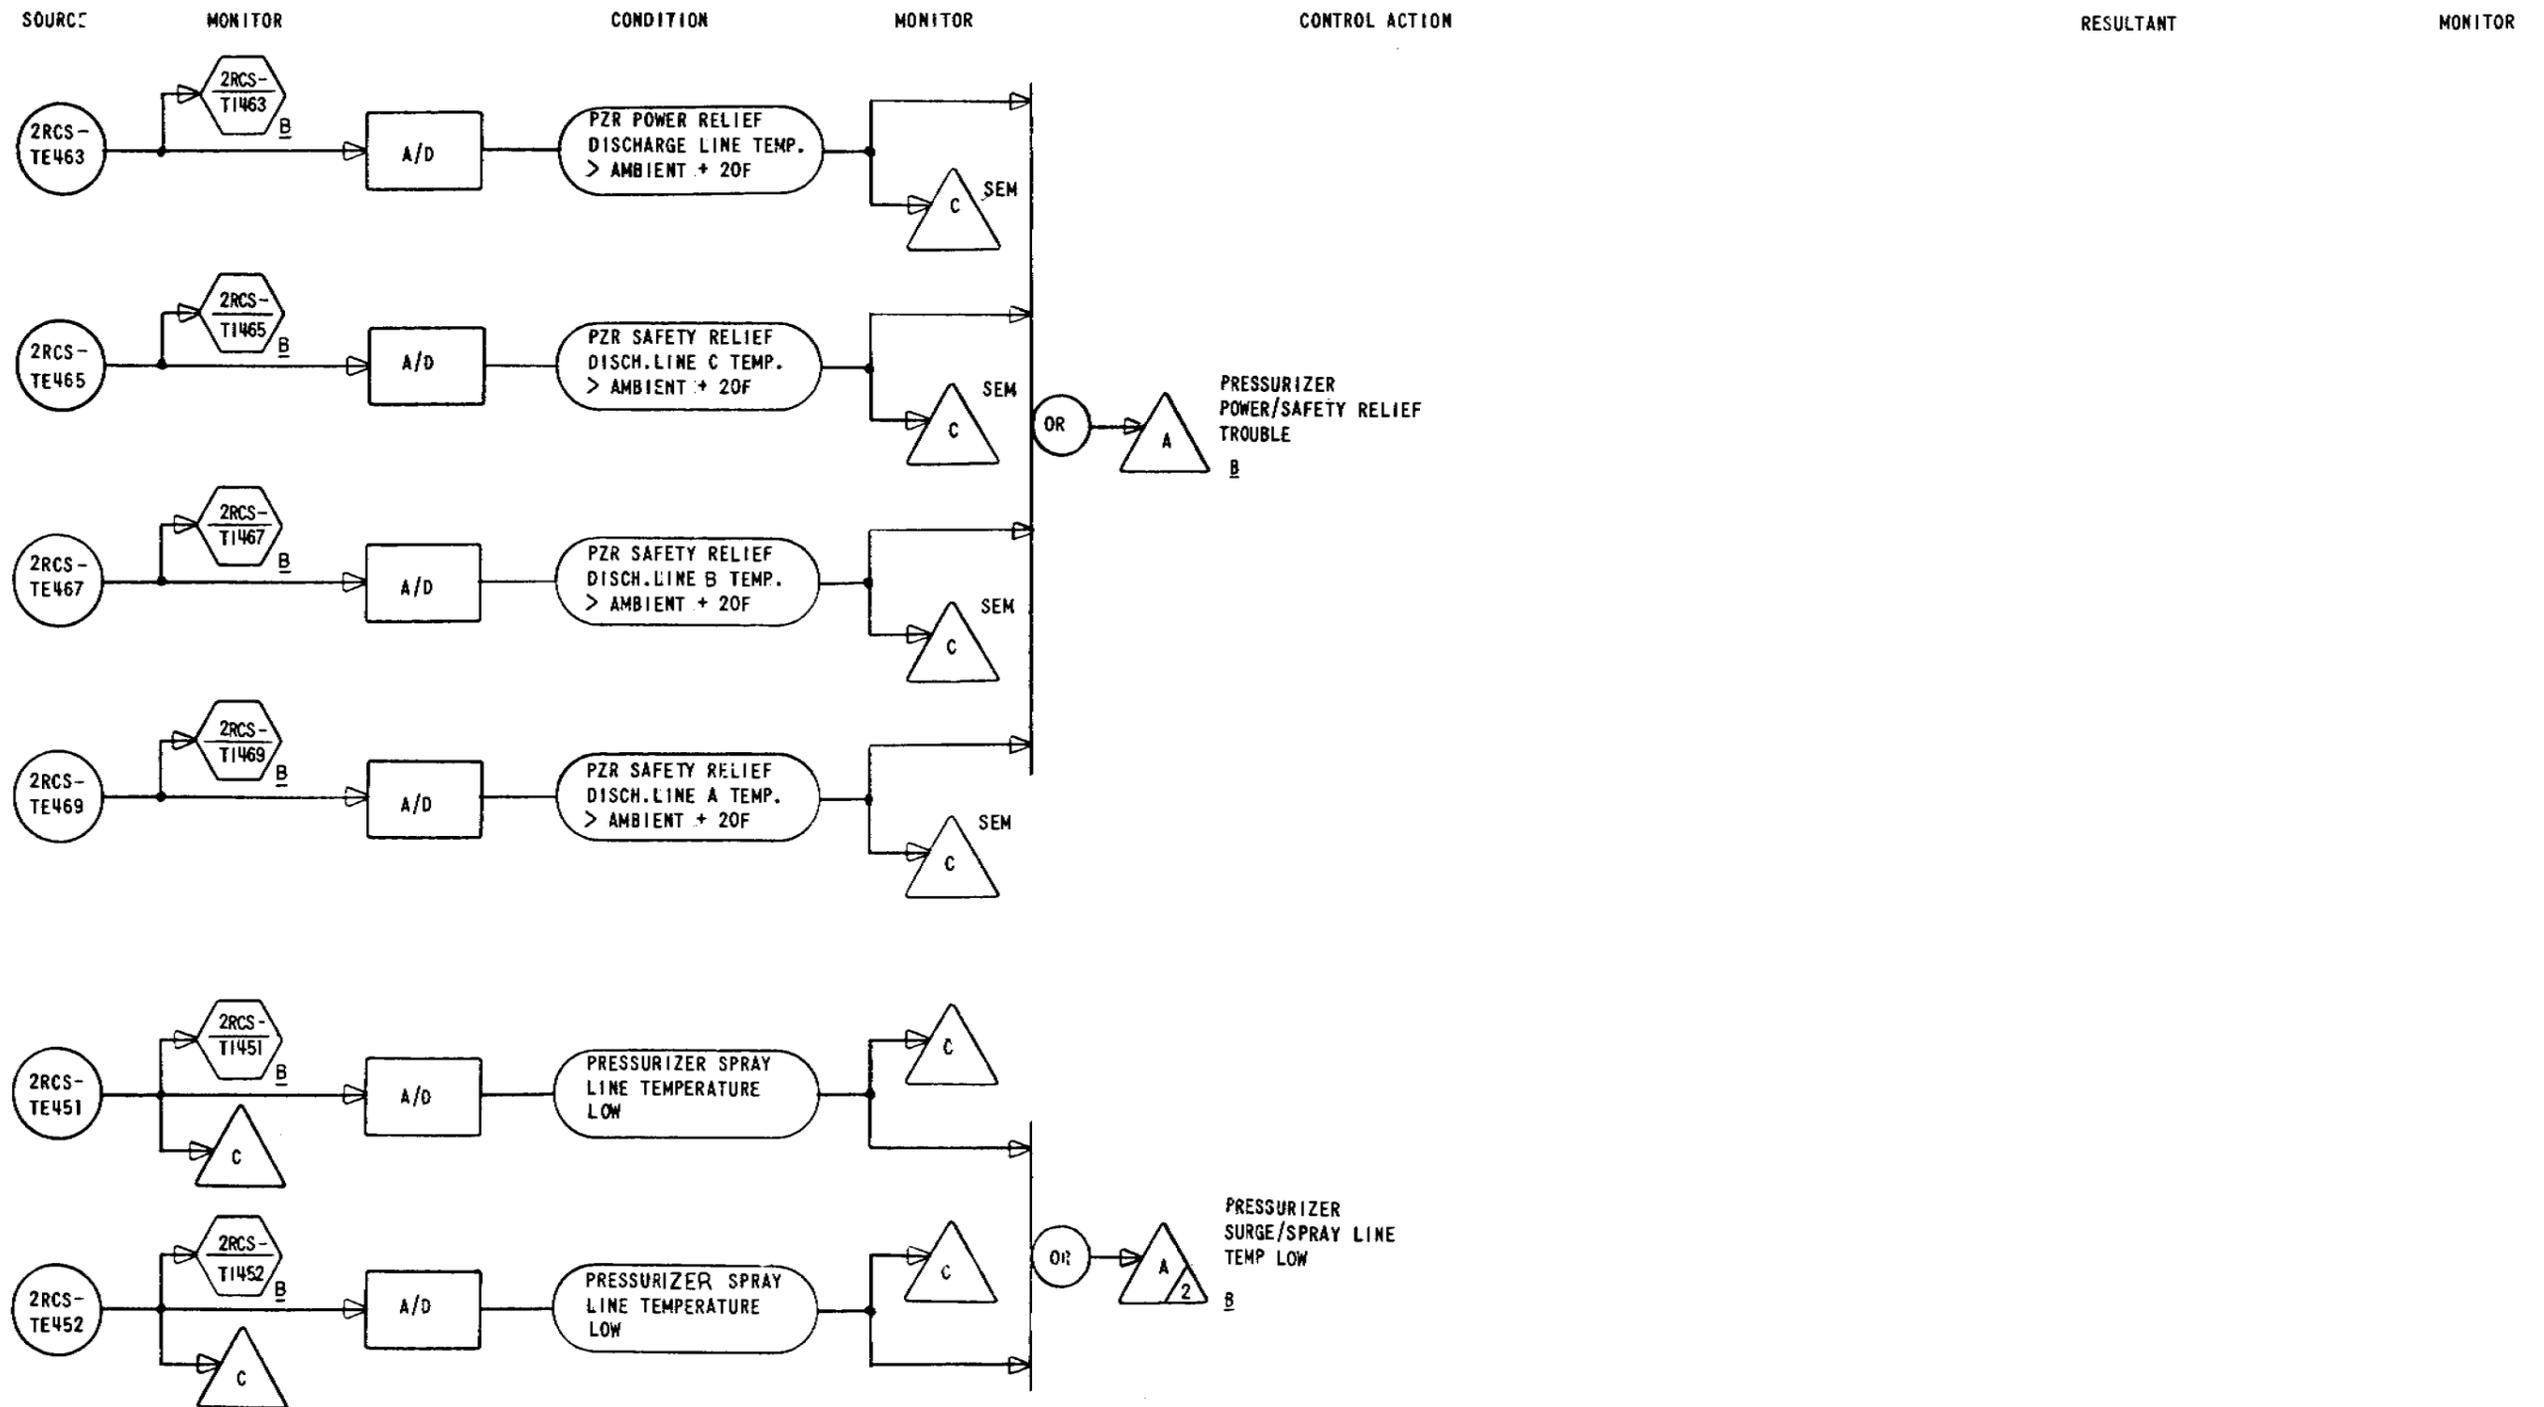 SOURCE MONITOR CONDITION MONITOR CONTROL ACTION RESULTANT MONITOR
2RCS-
TI463
B
2RCS-
TE463
A/D
PZR POWER RELIEF
DISCHARGE LINE TEMP.
> AMBIENT + 20F
SEM
C
2RCS-
TI465
B
2RCS-
TE465
A/D
PZR SAFETY RELIEF
DISCH.LINE C TEMP.
> AMBIENT + 20F
SEM
C
OR
A
PRESSURIZER
POWER/SAFETY RELIEF
TROUBLE
B
2RCS-
TI467
B
2RCS-
TE467
A/D
PZR SAFETY RELIEF
DISCH.LINE B TEMP.
> AMBIENT + 20F
SEM
C
2RCS-
TI469
B
2RCS-
TE469
A/D
PZR SAFETY RELIEF
DISCH.LINE A TEMP.
> AMBIENT + 20F
SEM
C
2RCS-
TI451
B
2RCS-
TE451
C
A/D
PRESSURIZER SPRAY
LINE TEMPERATURE
LOW
C
2RCS-
TI452
B
2RCS-
TE452
C
A/D
PRESSURIZER SPRAY
LINE TEMPERATURE
LOW
C
OR
A
2
PRESSURIZER
SURGE/SPRAY LINE
TEMP LOW
B